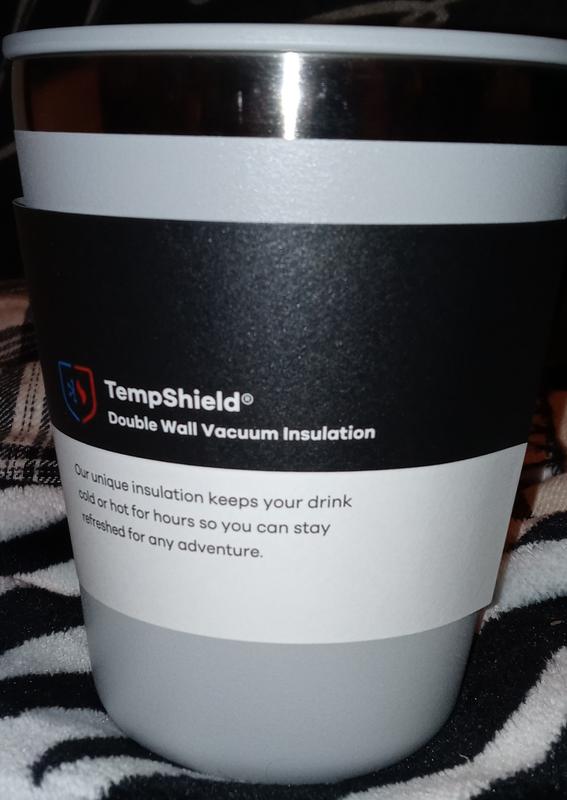 TempShield®
Double Wall Vacuum Insulation
Our unique insulation keeps your drink
cold or hot for hours so you can stay
refreshed for any adventure.